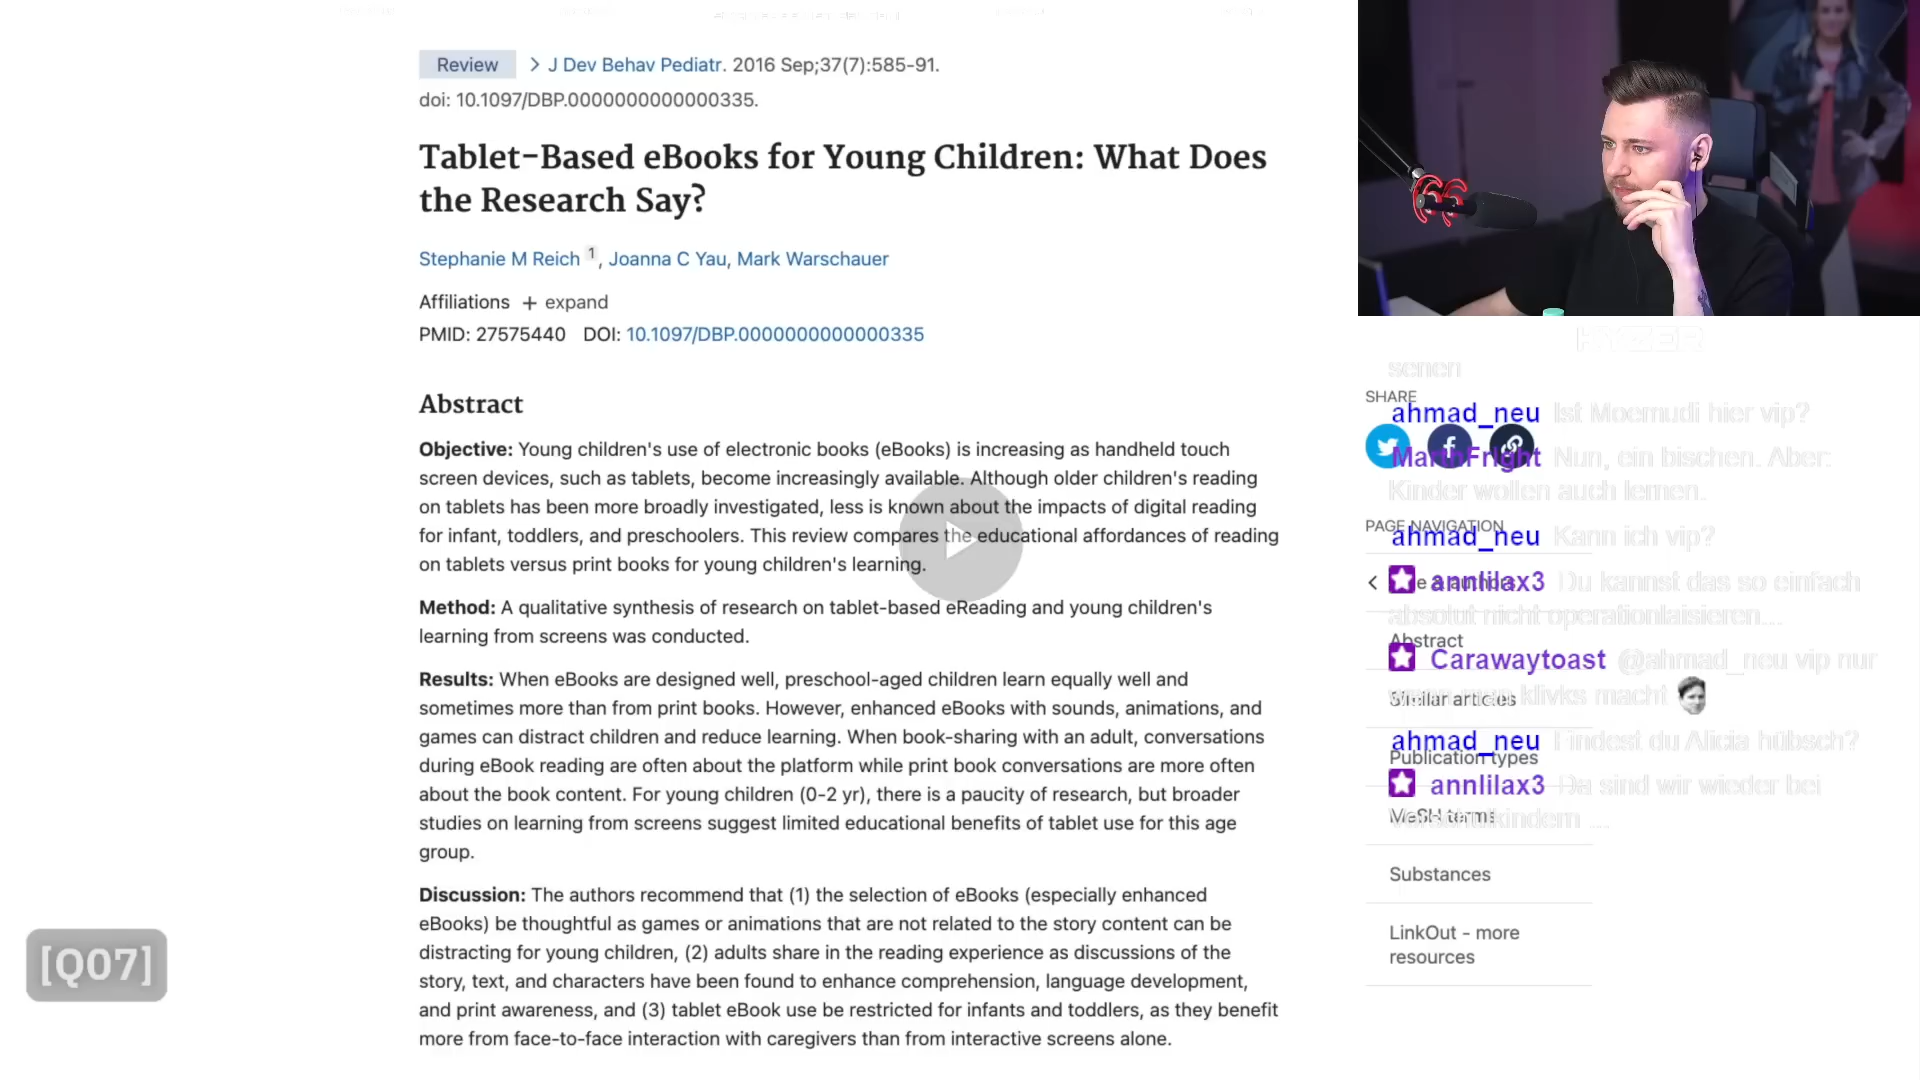 Review > J Dev Behav Pediatr. 2016 Sep;37(7):585-91.
doi: 10.1097/DBP.0000000000000335.
Tablet-Based eBooks for Young Children: What Does
the Research Say?
Stephanie M Reich 1, Joanna C Yau, Mark Warschauer
Affiliations + expand
PMID: 27575440 DOI: 10.1097/DBP.0000000000000335
Abstract
Objective: Young children's use of electronic books (eBooks) is increasing as handheld touch
screen devices, such as tablets, become increasingly available. Although older children's reading
on tablets has been more broadly investigated, less is known about the impacts of digital reading
for infant, toddlers, and preschoolers. This review compares the educational affordances of reading
on tablets versus print books for young children's learning.
Method: A qualitative synthesis of research on tablet-based eReading and young children's
learning from screens was conducted.
Results: When eBooks are designed well, preschool-aged children learn equally well and
sometimes more than from print books. However, enhanced eBooks with sounds, animations, and
games can distract children and reduce learning. When book-sharing with an adult, conversations
during eBook reading are often about the platform while print book conversations are more often
about the book content. For young children (0-2 yr), there is a paucity of research, but broader
studies on learning from screens suggest limited educational benefits of tablet use for this age
group.
Discussion: The authors recommend that (1) the selection of eBooks (especially enhanced
eBooks) be thoughtful as games or animations that are not related to the story content can be
distracting for young children, (2) adults share in the reading experience as discussions of the
story, text, and characters have been found to enhance comprehension, language development,
and print awareness, and (3) tablet eBook use be restricted for infants and toddlers, as they benefit
more from face-to-face interaction with caregivers than from interactive screens alone.
[Q07]
SHARE
ahmad_neu Ist Moemudi hier vip?
MarthFright Nun, ein bischen. Aber:
Kinder wollen auch lernen.
PAGE NAVIGATION
ahmad_neu Kann ich vip?
annlilax3 Du kannst das so einfach
absolut nicht operationlaisieren...
Abstract
Carawaytoast @ahmad_neu vip nur
klivks macht
Similar articles
ahmad_neu Findest du Alicia hübsch?
Publication types
annlilax3 Da sind wir wieder bei
MeSH terms
Substances
LinkOut - more
resources